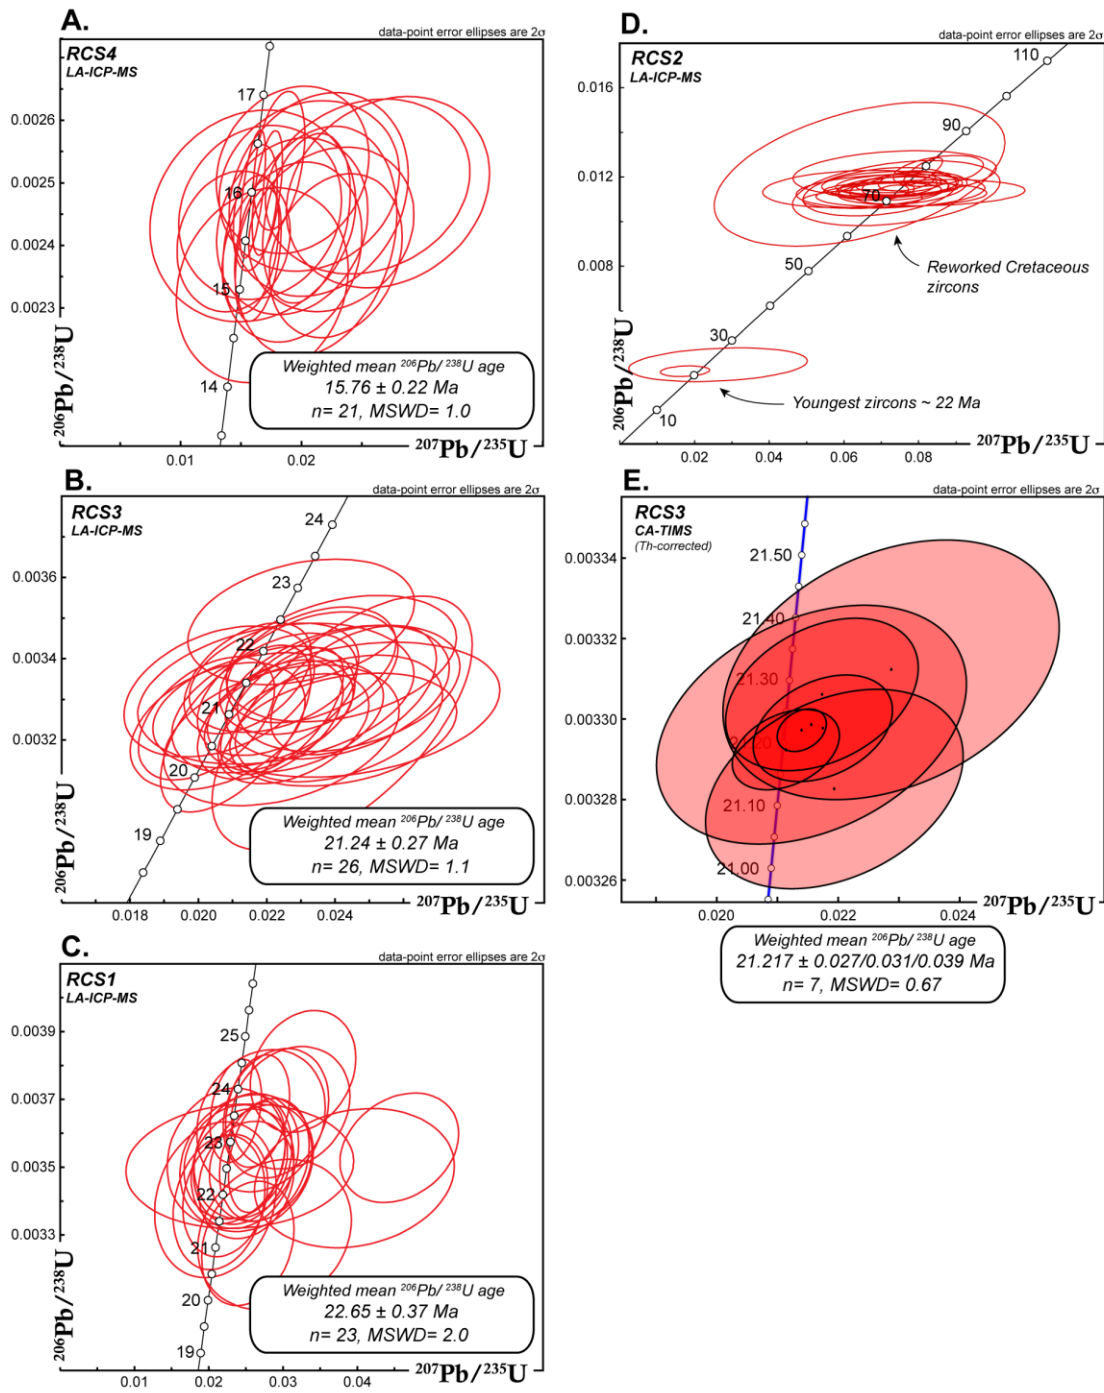 A.
data-point error ellipses are 2σ
RCS4
LA-ICP-MS
17
16
15
14
0.0026
0.0025
0.0024
0.0023
²⁰⁶Pb/²³⁸U
Weighted mean ²⁰⁶Pb/ ²³⁸U age
15.76 ± 0.22 Ma
n= 21, MSWD= 1.0
0.01
0.02
²⁰⁷Pb/²³⁵U
B.
data-point error ellipses are 2σ
RCS3
LA-ICP-MS
24
23
22
21
20
19
0.0036
0.0034
0.0032
²⁰⁶Pb/²³⁸U
Weighted mean ²⁰⁶Pb/ ²³⁸U age
21.24 ± 0.27 Ma
n= 26, MSWD= 1.1
0.018
0.020
0.022
0.024
²⁰⁷Pb/²³⁵U
C.
data-point error ellipses are 2σ
RCS1
LA-ICP-MS
25
24
23
22
21
20
19
0.0039
0.0037
0.0035
0.0033
²⁰⁶Pb/²³⁸U
Weighted mean ²⁰⁶Pb/ ²³⁸U age
22.65 ± 0.37 Ma
n= 23, MSWD= 2.0
0.01
0.02
0.03
0.04
²⁰⁷Pb/²³⁵U
D.
data-point error ellipses are 2σ
RCS2
LA-ICP-MS
110
90
70
50
30
10
0.016
0.012
0.008
²⁰⁶Pb/²³⁸U
Reworked Cretaceous
zircons
Youngest zircons ~ 22 Ma
0.02
0.04
0.06
0.08
²⁰⁷Pb/²³⁵U
E.
data-point error ellipses are 2σ
RCS3
CA-TIMS
(Th-corrected)
21.50
21.40
21.30
21.20
21.10
21.00
0.00334
0.00332
0.00330
0.00328
0.00326
²⁰⁶Pb/²³⁸U
0.020
0.022
0.024
²⁰⁷Pb/²³⁵U
Weighted mean ²⁰⁶Pb/ ²³⁸U age
21.217 ± 0.027/0.031/0.039 Ma
n= 7, MSWD= 0.67